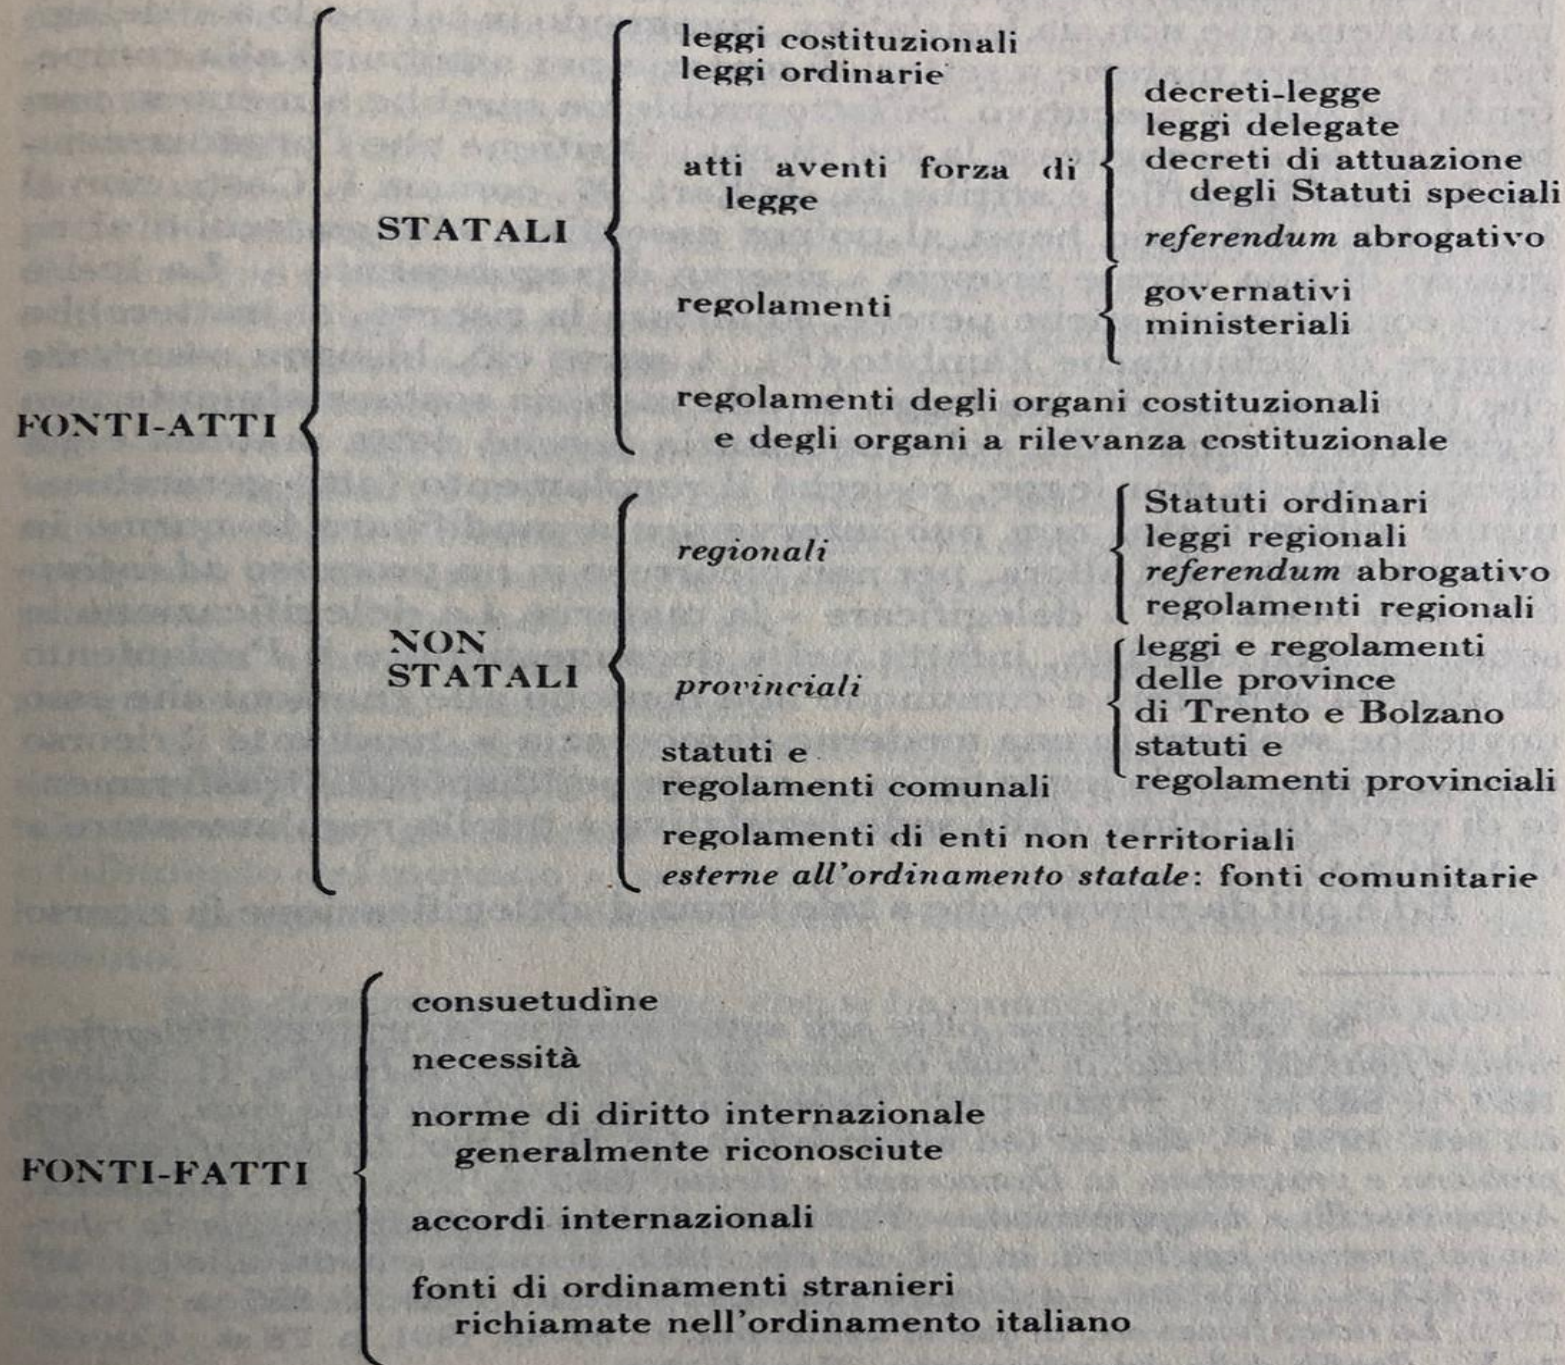 FONTI-ATTI
STATALI
leggi costituzionali
leggi ordinarie
atti aventi forza di
legge
decreti-legge
leggi delegate
decreti di attuazione
degli Statuti speciali
referendum abrogativo
regolamenti
governativi
ministeriali
regolamenti degli organi costituzionali
e degli organi a rilevanza costituzionale
NON
STATALI
regionali
Statuti ordinari
leggi regionali
referendum abrogativo
regolamenti regionali
provinciali
leggi e regolamenti
delle province
di Trento e Bolzano
statuti e
regolamenti provinciali
statuti e
regolamenti comunali
regolamenti di enti non territoriali
esterne all'ordinamento statale: fonti comunitarie
FONTI-FATTI
consuetudine
necessità
norme di diritto internazionale
generalmente riconosciute
accordi internazionali
fonti di ordinamenti stranieri
richiamate nell'ordinamento italiano